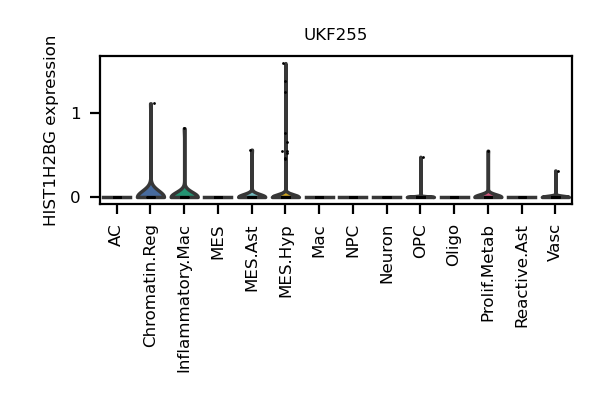 UKF255
HIST1H2BG expression
1
0
AC
Chromatin.Reg
Inflammatory.Mac
MES
MES.Ast
MES.Hyp
Mac
NPC
Neuron
OPC
Oligo
Prolif.Metab
Reactive.Ast
Vasc